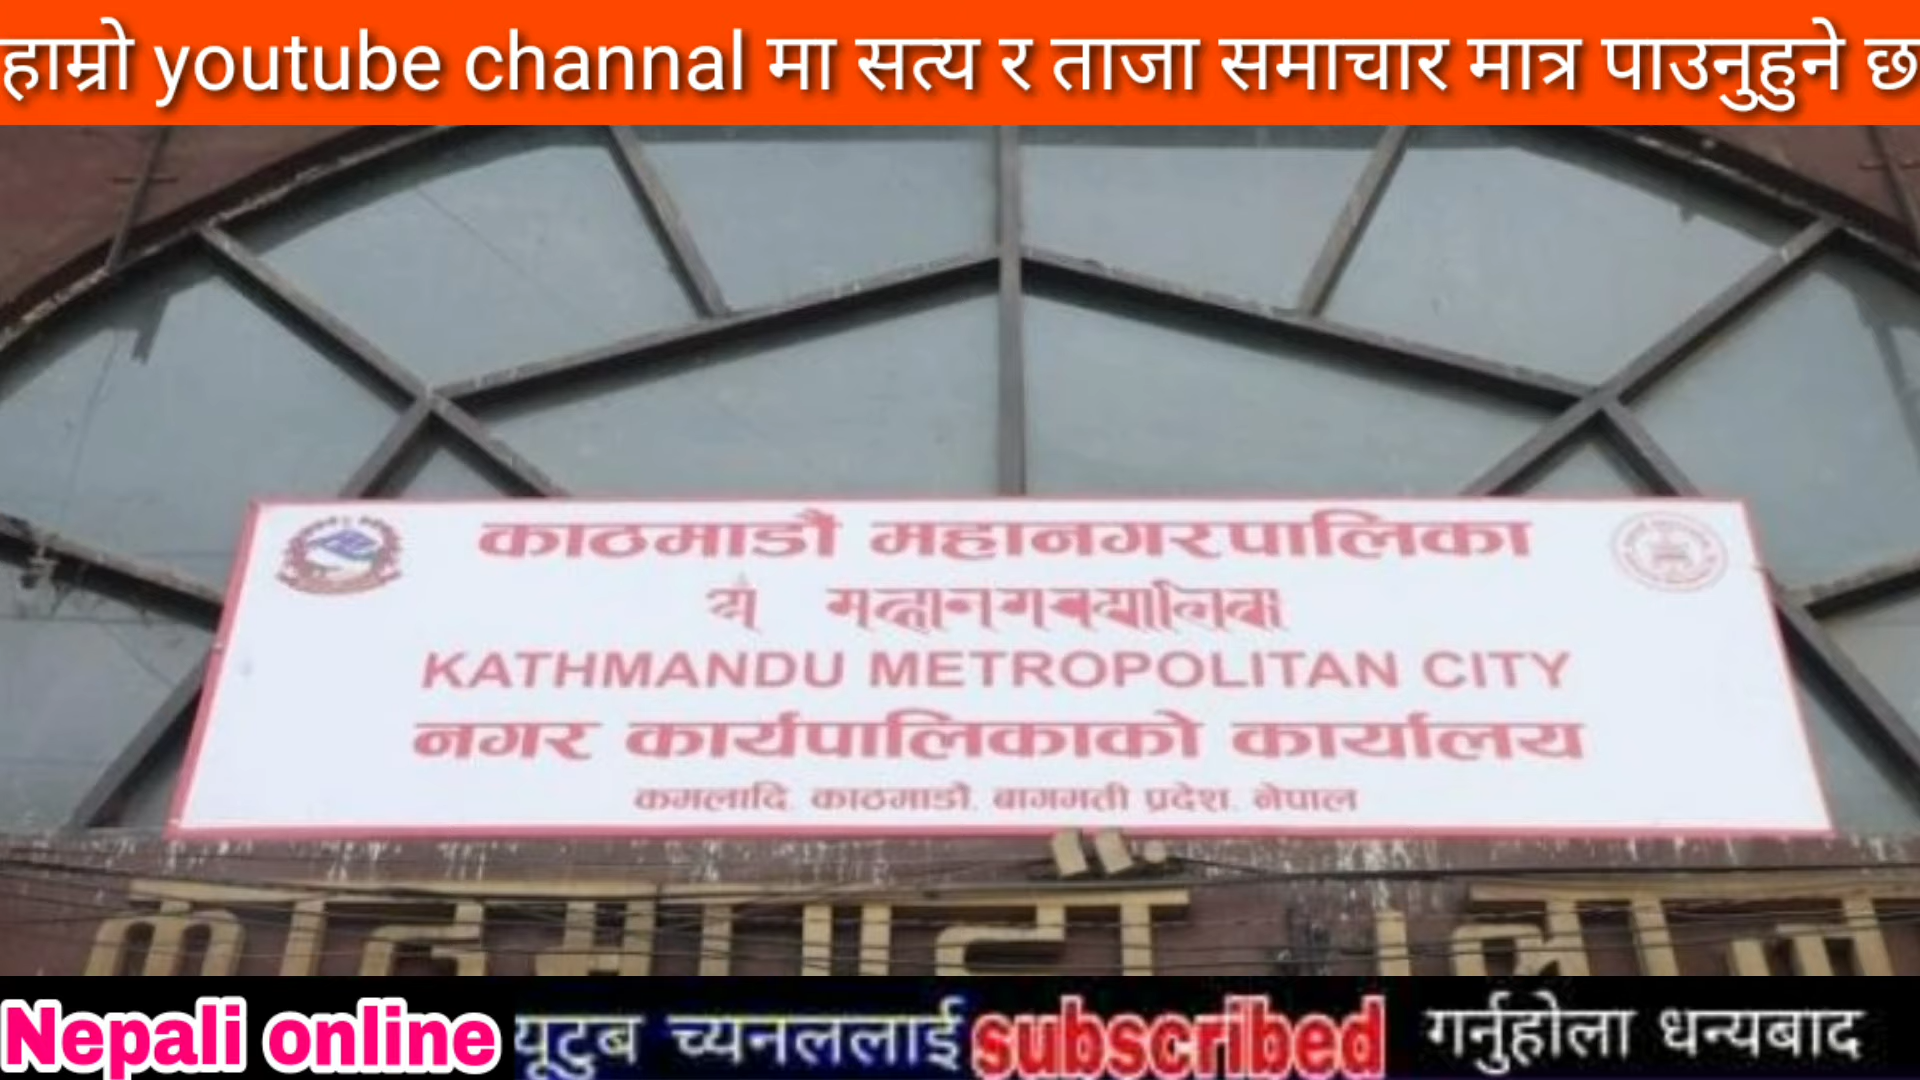 हाम्रो youtube channal मा सत्य र ताजा समाचार मात्र पाउनुहुने छ
काठमाडौं महानगरपालिका
KATHMANDU METROPOLITAN CITY
नगर कार्यपालिकाको कार्यालय
कमलादि, काठमाडौं, बागमती प्रदेश, नेपाल
Nepali online यूटुब च्यनललाई subscribed गर्नुहोला धन्यबाद